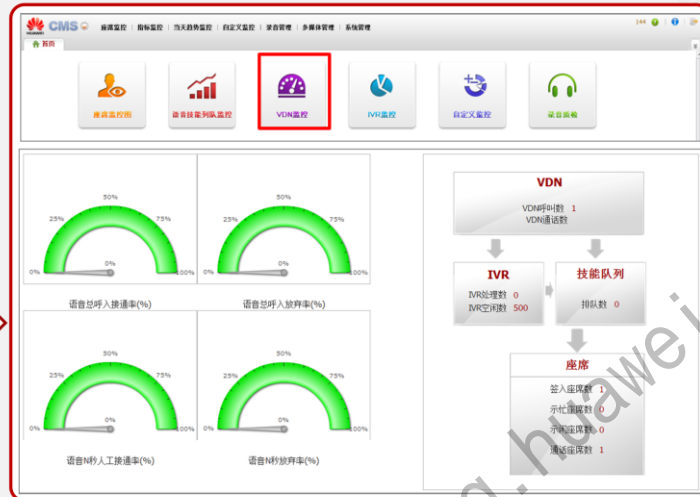 HUAWEI CMS 座席监控 | 指标监控 | 当天趋势监控 | 自定义监控 | 录音管理 | 多媒体管理 | 系统管理
144
首页
座席监控图 语音技能列队监控 VDN监控 IVR监控 自定义监控 录音质检
50% 50%
25% 75% 25% 75%
0% 0% 0% 100%
0% 100%
语音总呼入接通率(%) 语音总呼入放弃率(%)
50% 50%
25% 75% 25% 75%
0% 0% 100% 0% 0% 100%
语音N秒人工接通率(%) 语音N秒放弃率(%)
VDN
VDN呼叫数 1
VDN通话数
IVR
IVR处理数 0
IVR空闲数 500
技能队列
排队数 0
座席
签入座席数 1
示忙座席数 0
示闲座席数 0
通话座席数 1
g.huawei